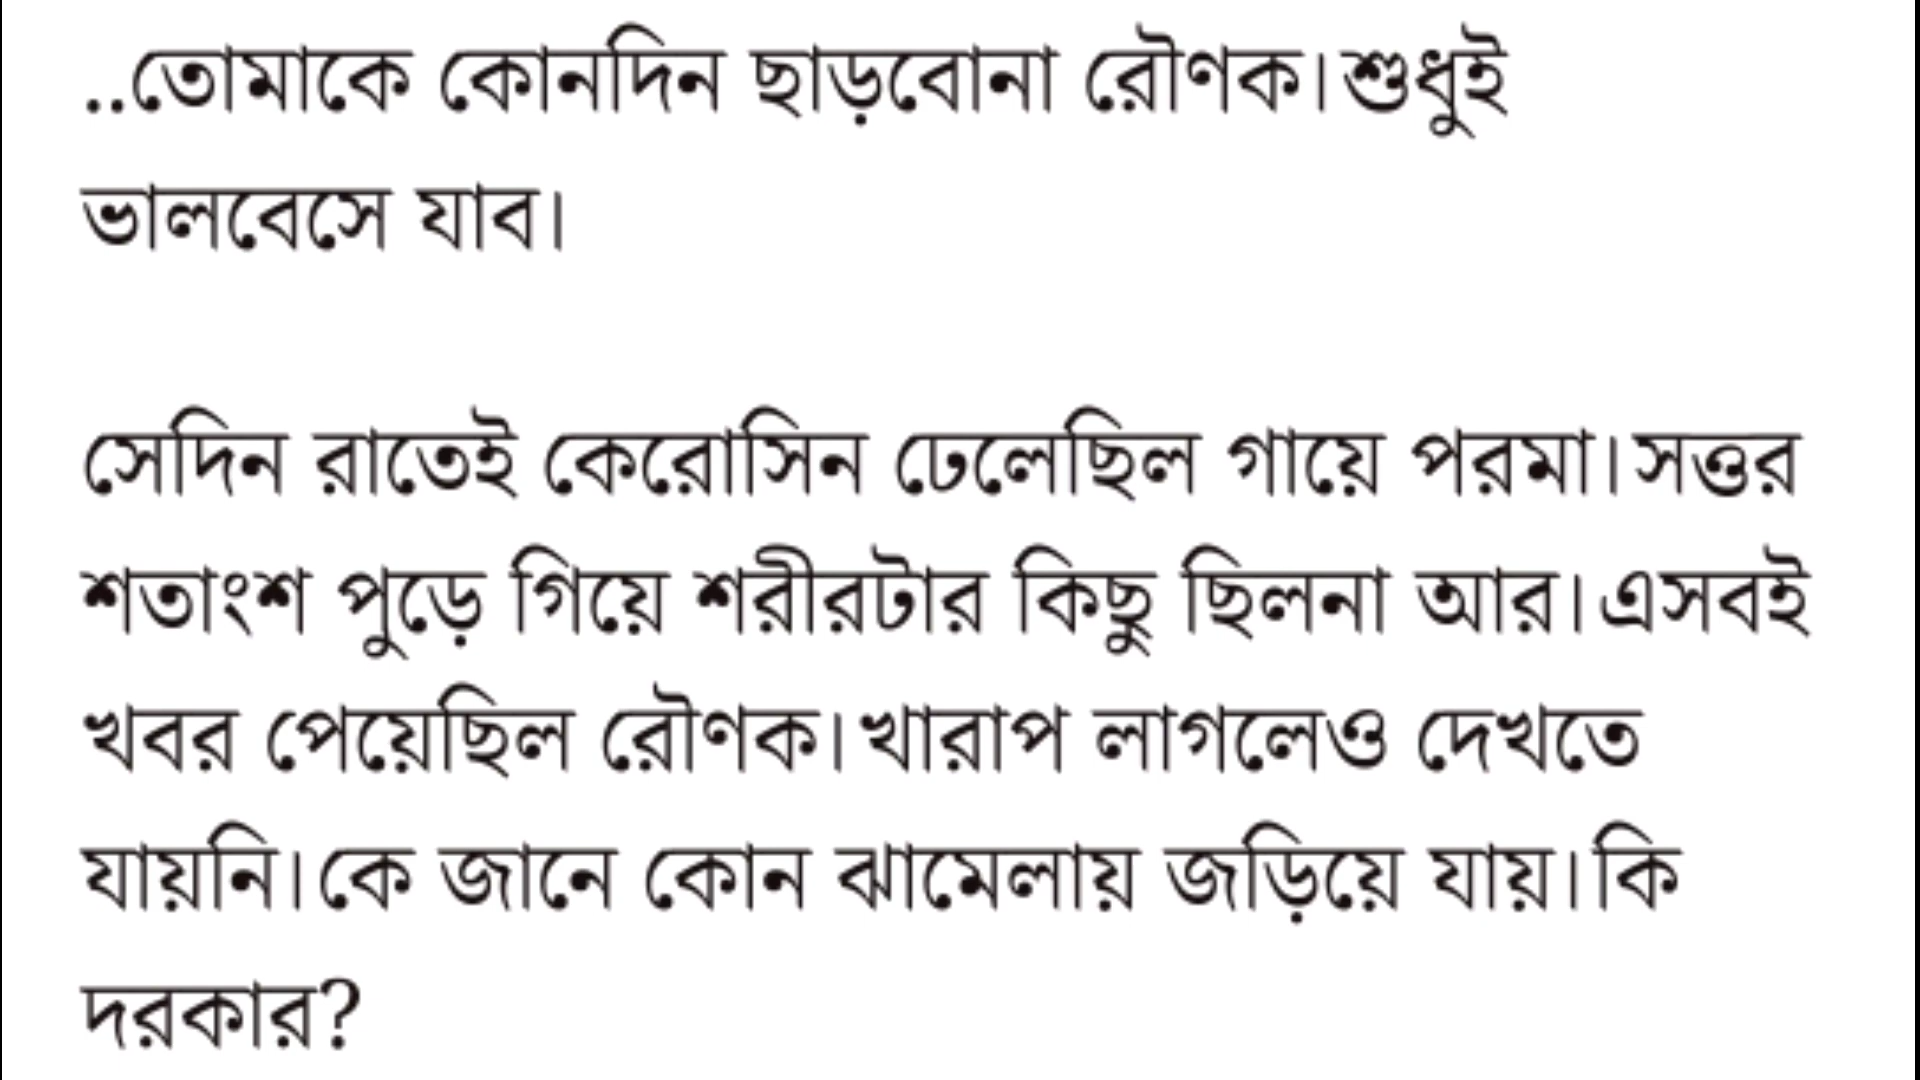 ..তোমাকে কোনদিন ছাড়বোনা রৌণক।শুধুই
ভালবেসে যাব।
সেদিন রাতেই কেরোসিন ঢেলেছিল গায়ে পরমা।সত্তর
শতাংশ পুড়ে গিয়ে শরীরটার কিছু ছিলনা আর।এসবই
খবর পেয়েছিল রৌণক।খারাপ লাগলেও দেখতে
যায়নি।কে জানে কোন ঝামেলায় জড়িয়ে যায়।কি
দরকার?